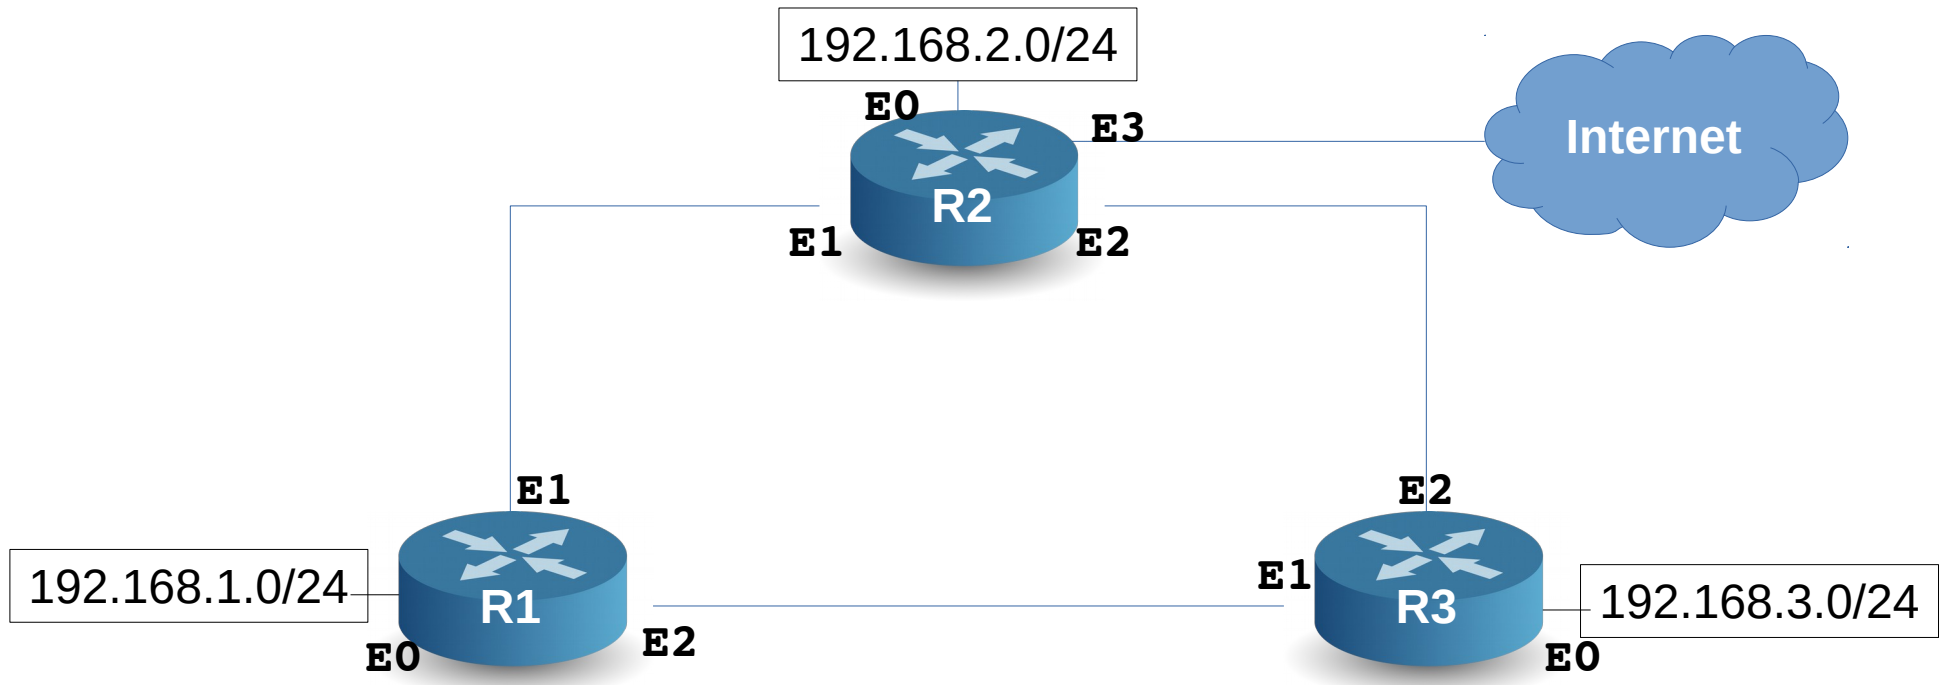 192.168.2.0/24
E0
E3
Internet
R2
E1
E2
E1
E2
192.168.1.0/24
R1
E0
E2
E1
R3
192.168.3.0/24
E0